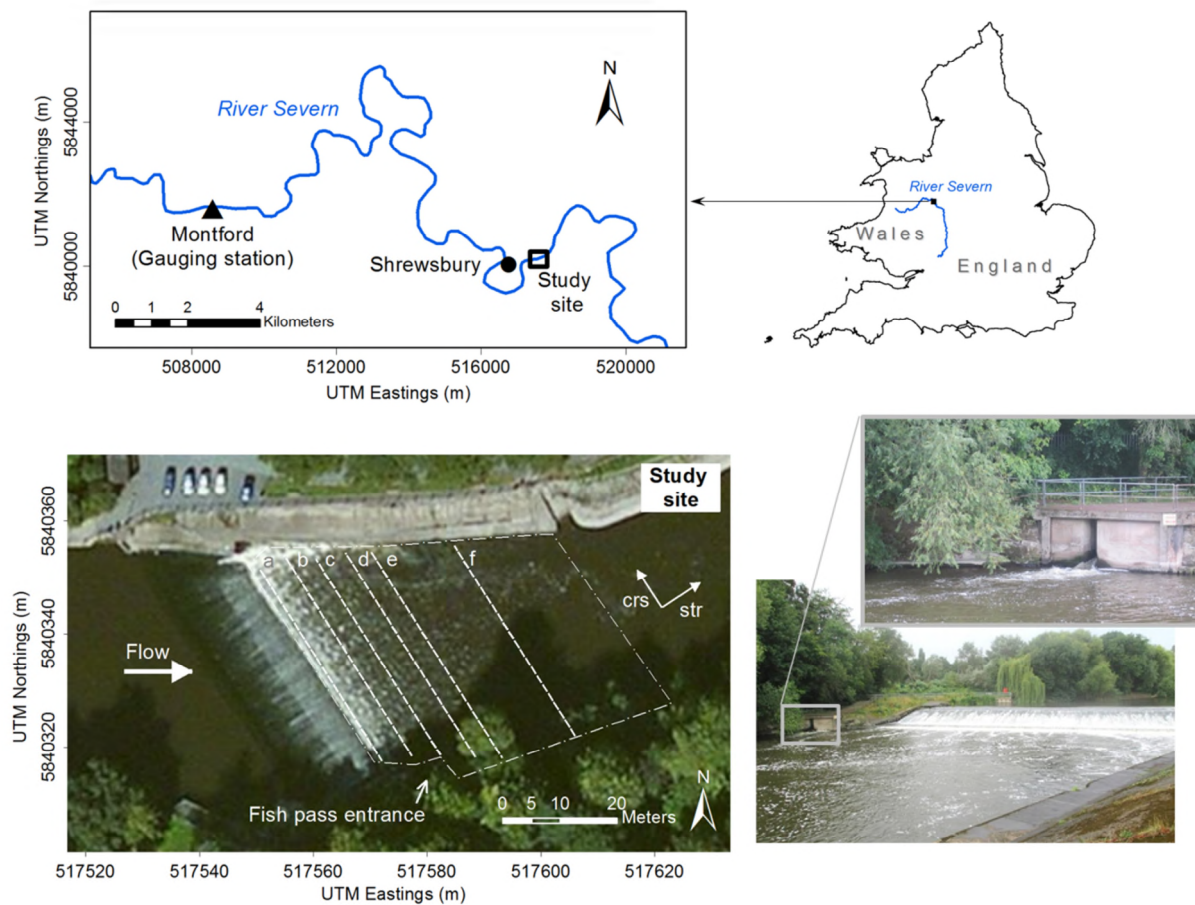 5844000
5840000
UTM Northings (m)
River Severn
N
Montford
(Gauging station)
Shrewsbury
Study
site
0 1 2 4
Kilometers
508000 512000 516000 520000
UTM Eastings (m)
River Severn
Wales
England
5840360
5840340
5840320
UTM Northings (m)
Study
site
a b c d e f
crs
str
Flow
Fish pass entrance
0 5 10 20
Meters
N
517520 517540 517560 517580 517600 517620
UTM Eastings (m)